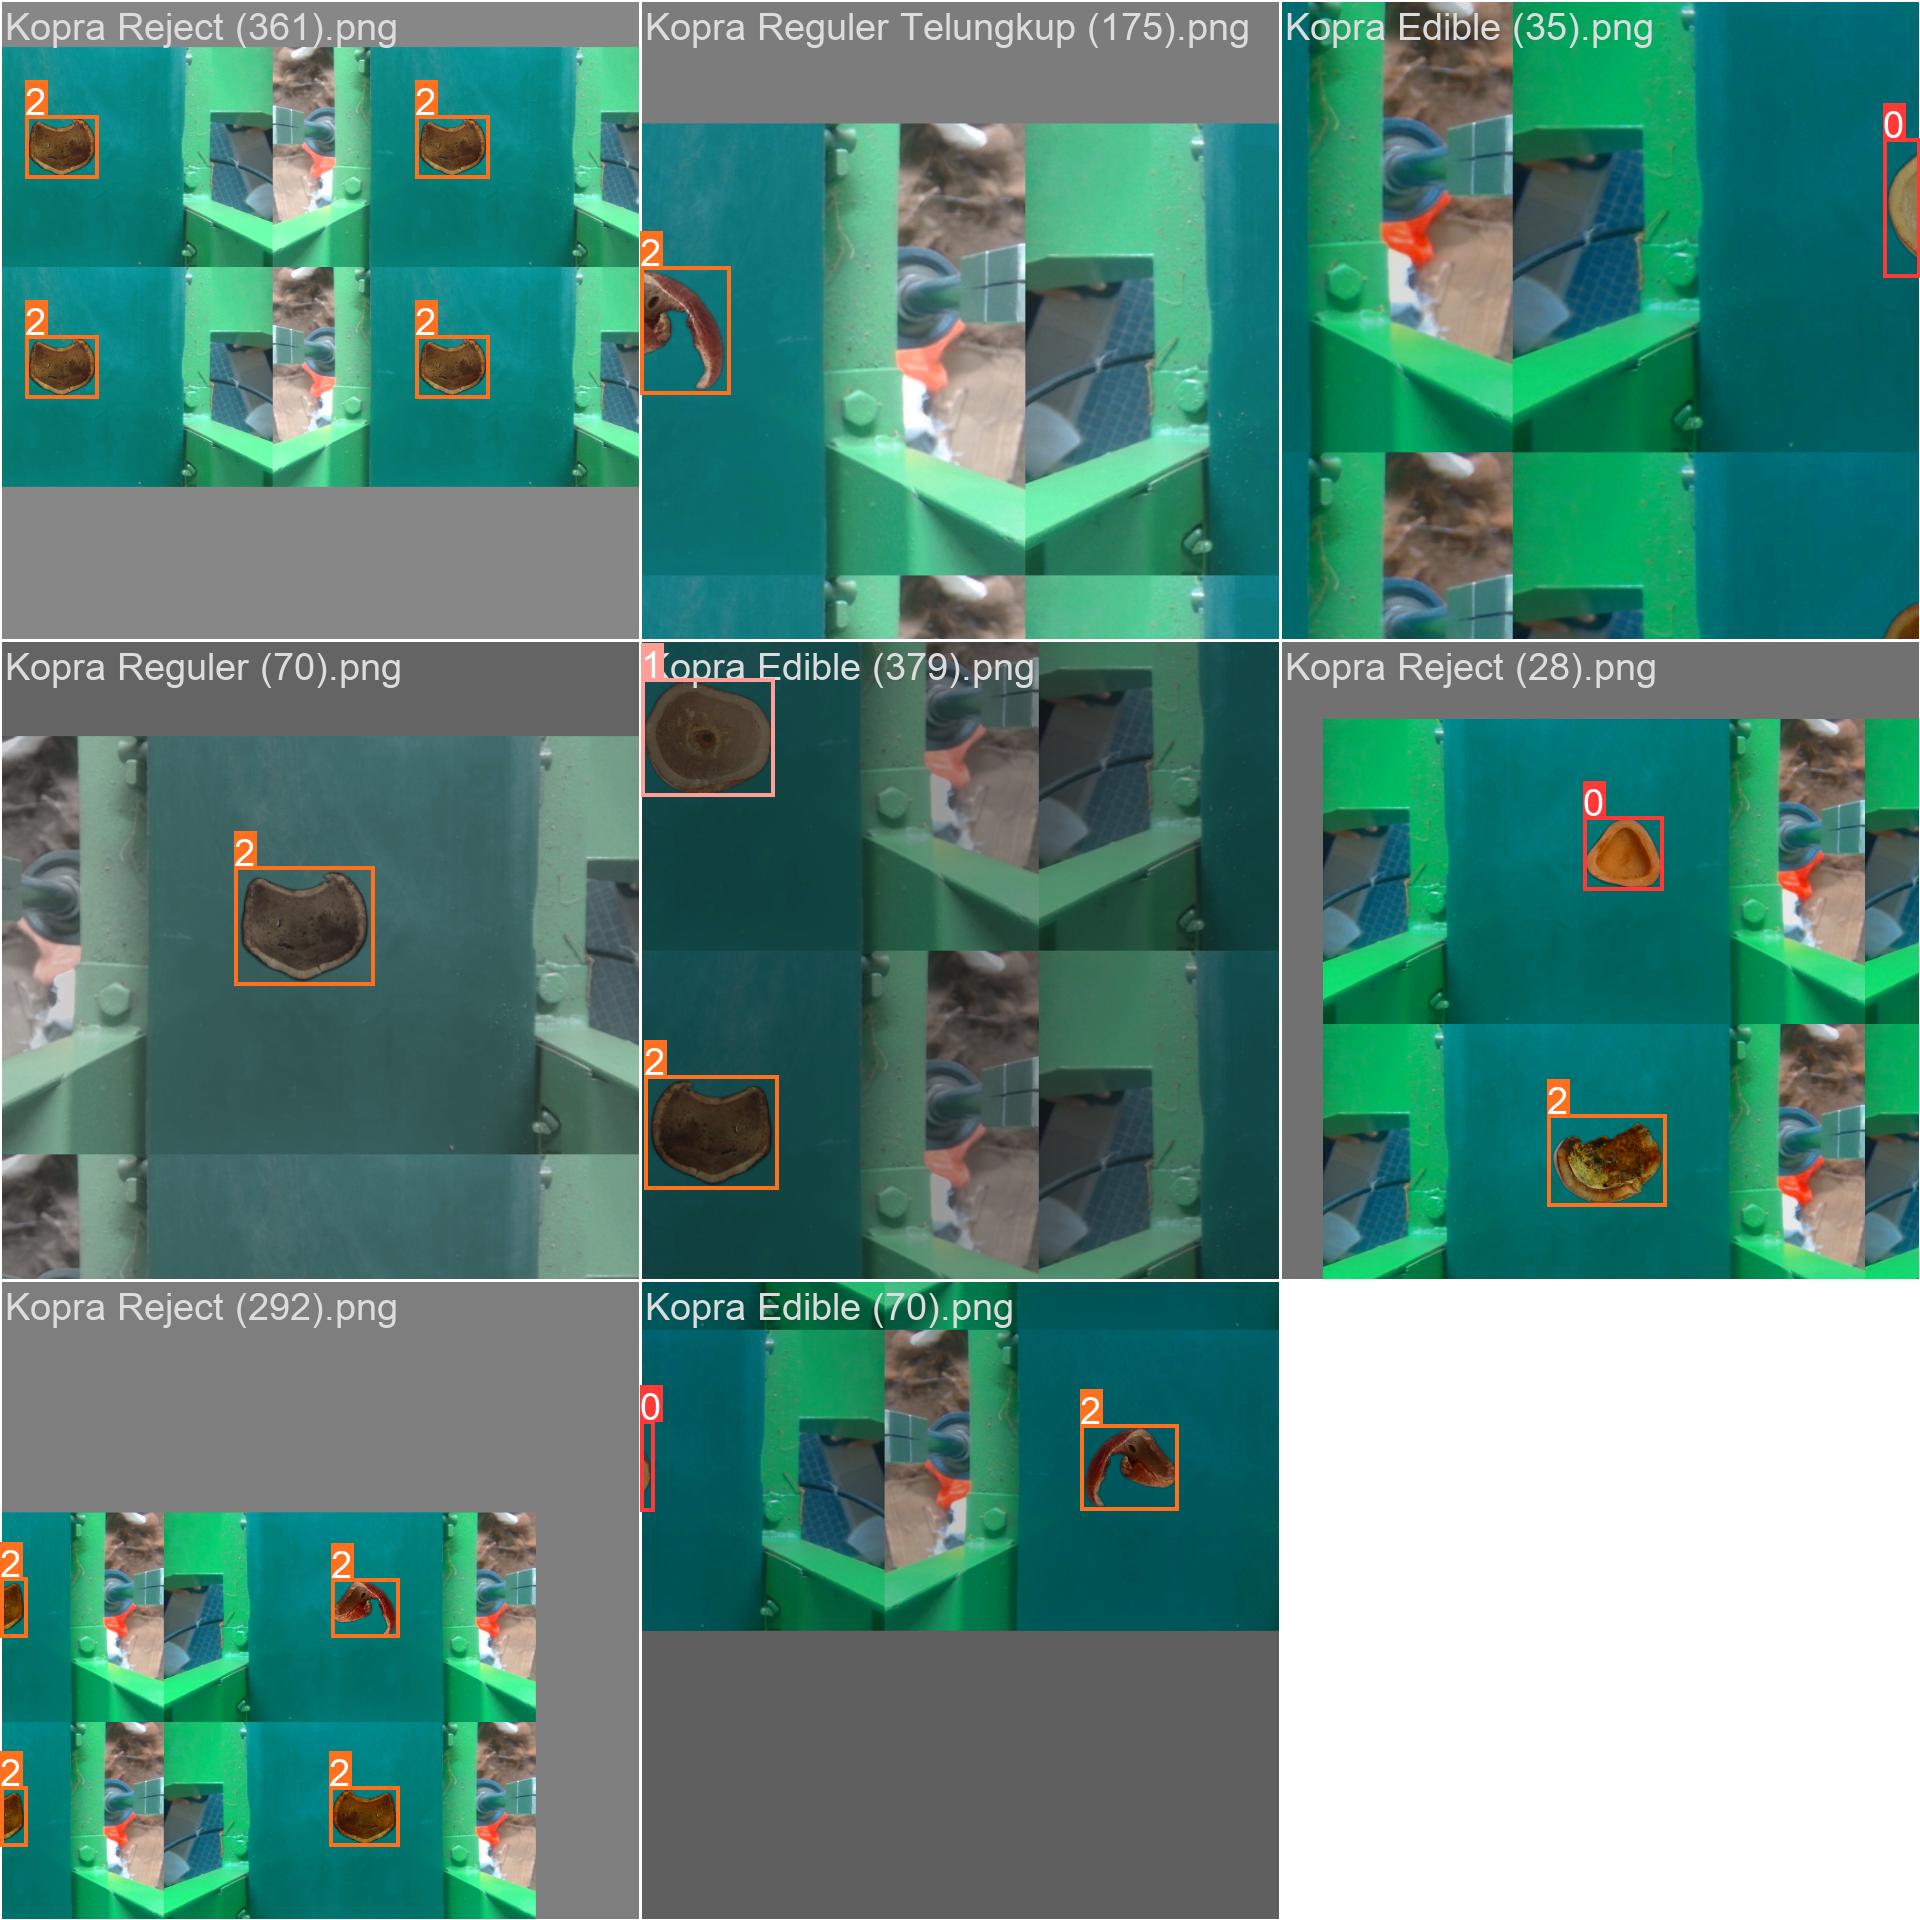 Kopra Reject (361).png
2
2
2
2
Kopra Reguler Telungkup (175).png
2
Kopra Edible (35).png
0
Kopra Reguler (70).png
2
1
Kopra Edible (379).png
2
Kopra Reject (28).png
0
2
Kopra Reject (292).png
2
2
2
2
Kopra Edible (70).png
0
2